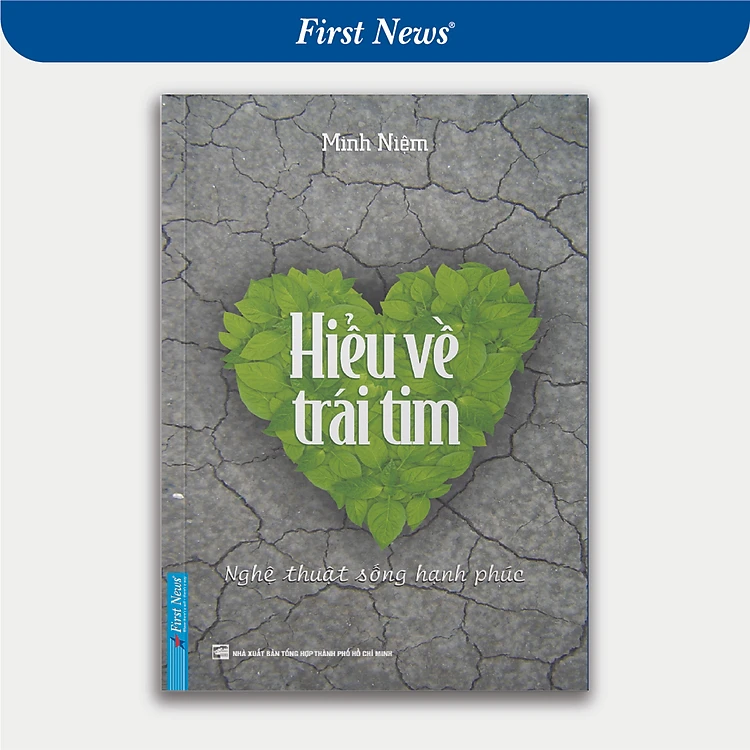 First News®
Minh Niệm
Hiểu về
trái tim
Nghệ thuật sống hạnh phúc
First News
NHÀ XUẤT BẢN TỔNG HỢP THÀNH PHỐ HỒ CHÍ MINH